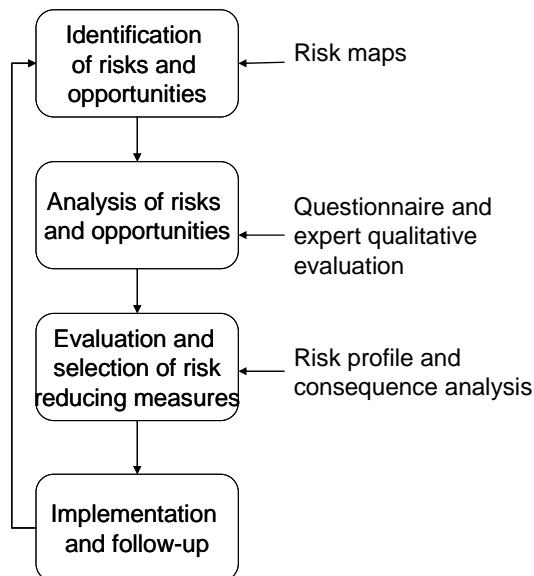 Identification
of risks and
opportunities
Risk maps
Analysis of risks
and opportunities
Questionnaire and
expert qualitative
evaluation
Evaluation and
selection of risk
reducing measures
Risk profile and
consequence analysis
Implementation
and follow-up